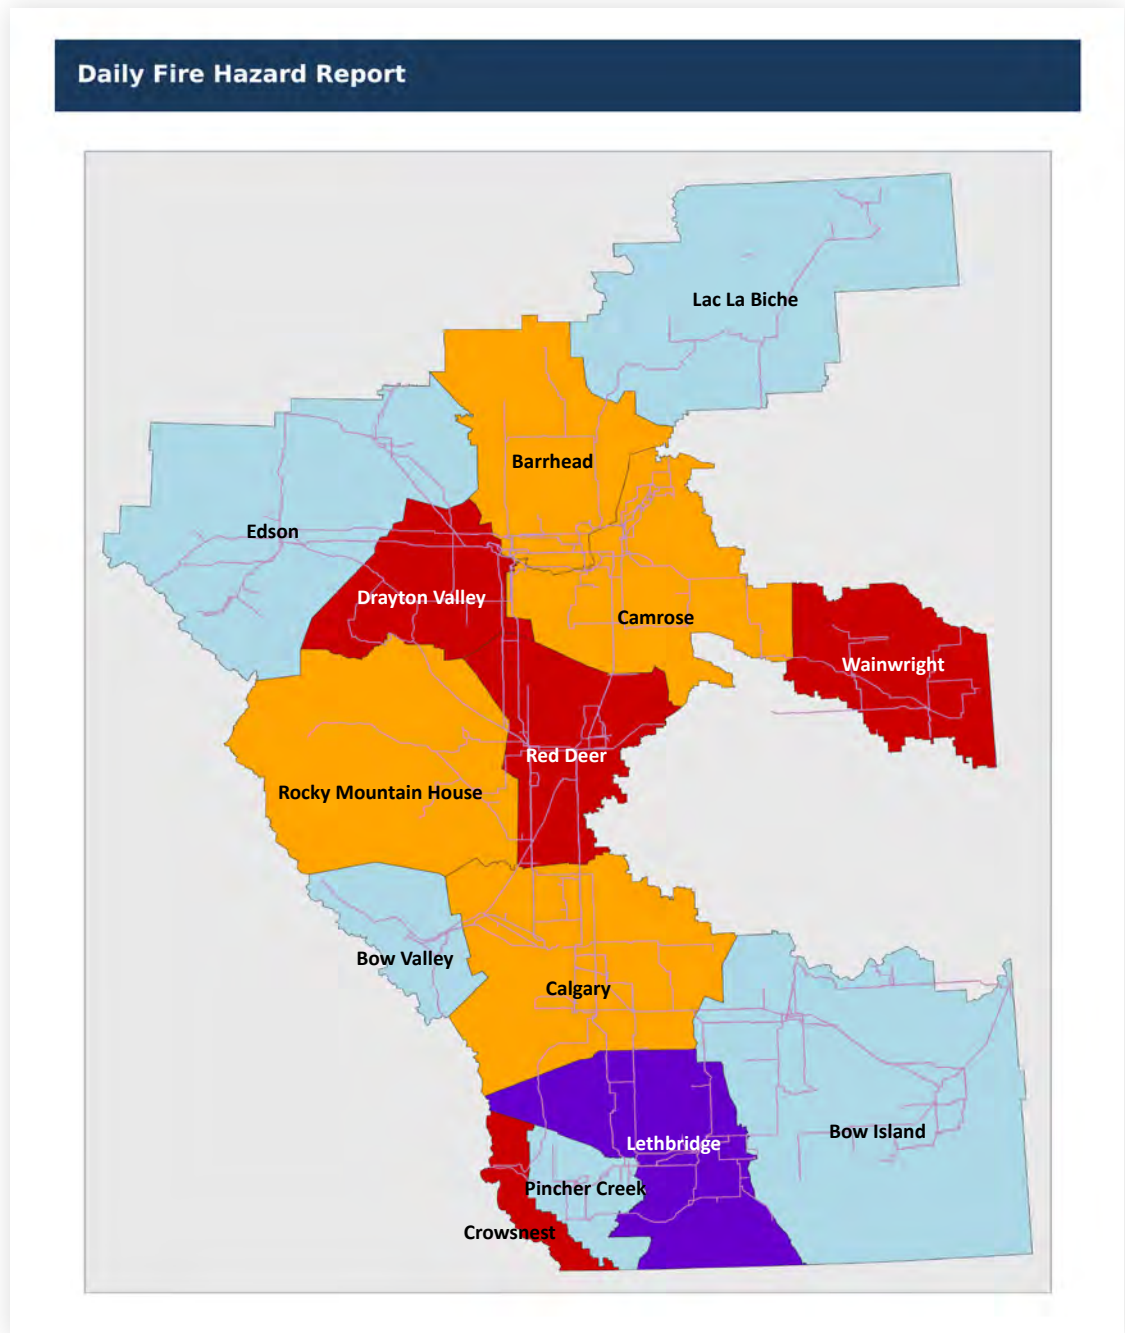 Daily Fire Hazard Report
Lac La Biche
Barrhead
Edson
Drayton Valley
Camrose
Wainwright
Red Deer
Rocky Mountain House
Bow Valley
Calgary
Bow Island
Lethbridge
Pincher Creek
Crowsnest